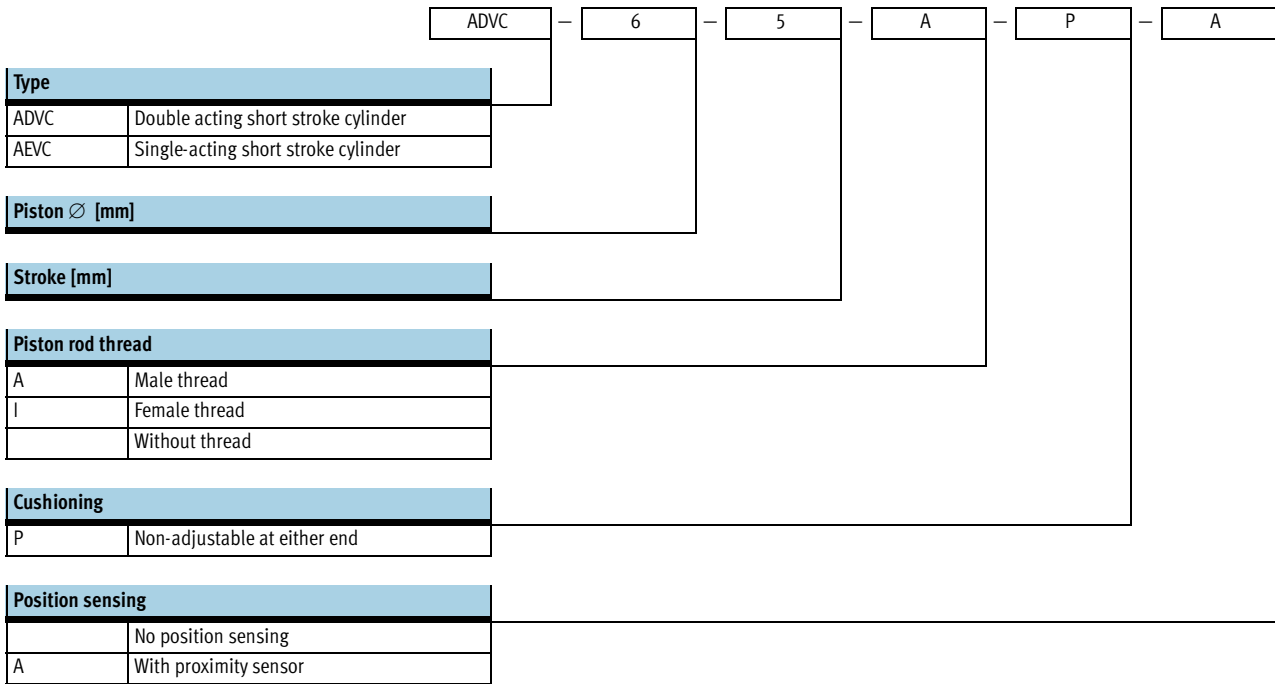 ADVC – 6 – 5 – A – P – A
Type
ADVC Double acting short stroke cylinder
AEVC Single-acting short stroke cylinder
Piston ∅ [mm]
Stroke [mm]
Piston rod thread
A Male thread
I Female thread
Without thread
Cushioning
P Non-adjustable at either end
Position sensing
No position sensing
A With proximity sensor